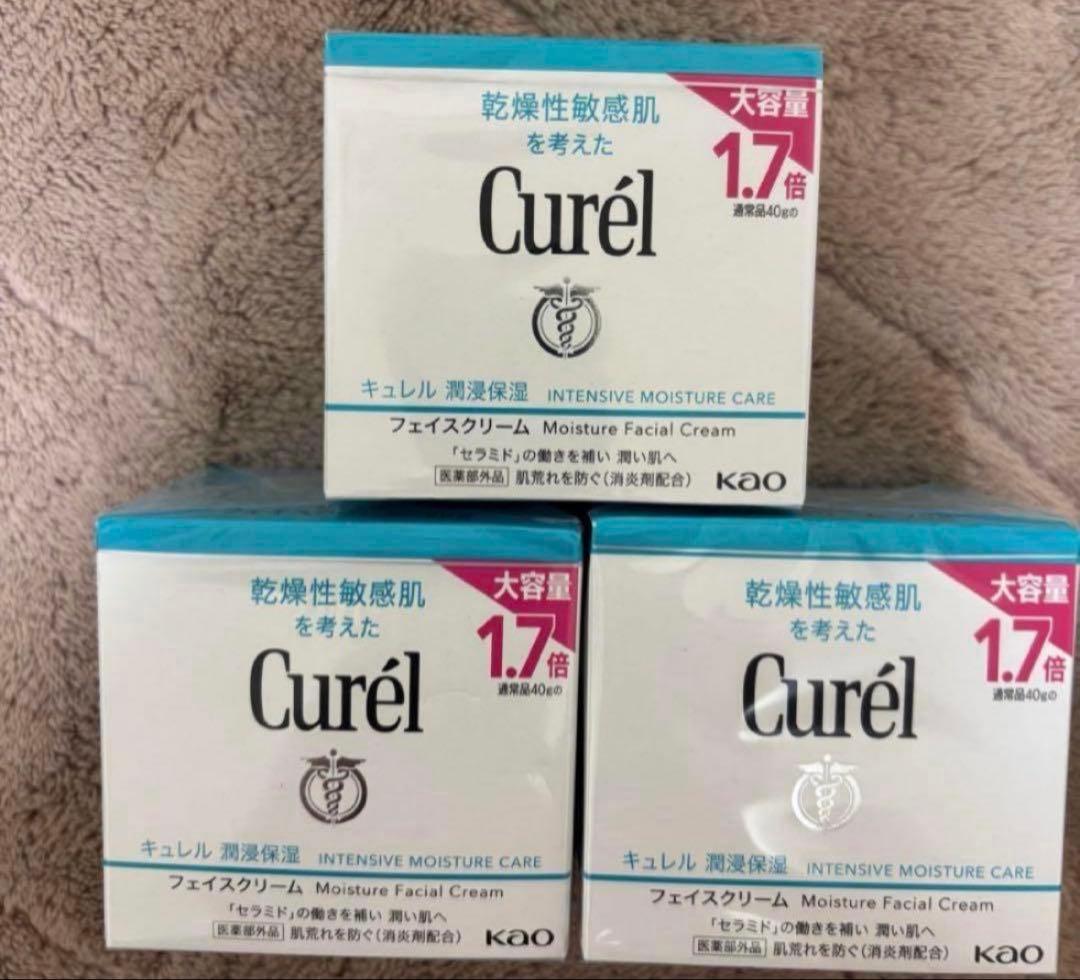 乾燥性敏感肌
を考えた
大容量
1.7倍
通常品40gの
Curél
キュレル 潤浸保湿 INTENSIVE MOISTURE CARE
フェイスクリーム Moisture Facial Cream
「セラミド」の働きを補い 潤い肌へ
医薬部外品 肌荒れを防ぐ(消炎剤配合)
Kao
乾燥性敏感肌
を考えた
大容量
1.7倍
通常品40gの
Curél
キュレル 潤浸保湿 INTENSIVE MOISTURE CARE
フェイスクリーム Moisture Facial Cream
「セラミド」の働きを補い 潤い肌へ
医薬部外品 肌荒れを防ぐ(消炎剤配合)
Kao
乾燥性敏感肌
を考えた
大容量
1.7倍
通常品40gの
Curél
キュレル 潤浸保湿 INTENSIVE MOISTURE CARE
フェイスクリーム Moisture Facial Cream
「セラミド」の働きを補い 潤い肌へ
医薬部外品 肌荒れを防ぐ(消炎剤配合)
Kao